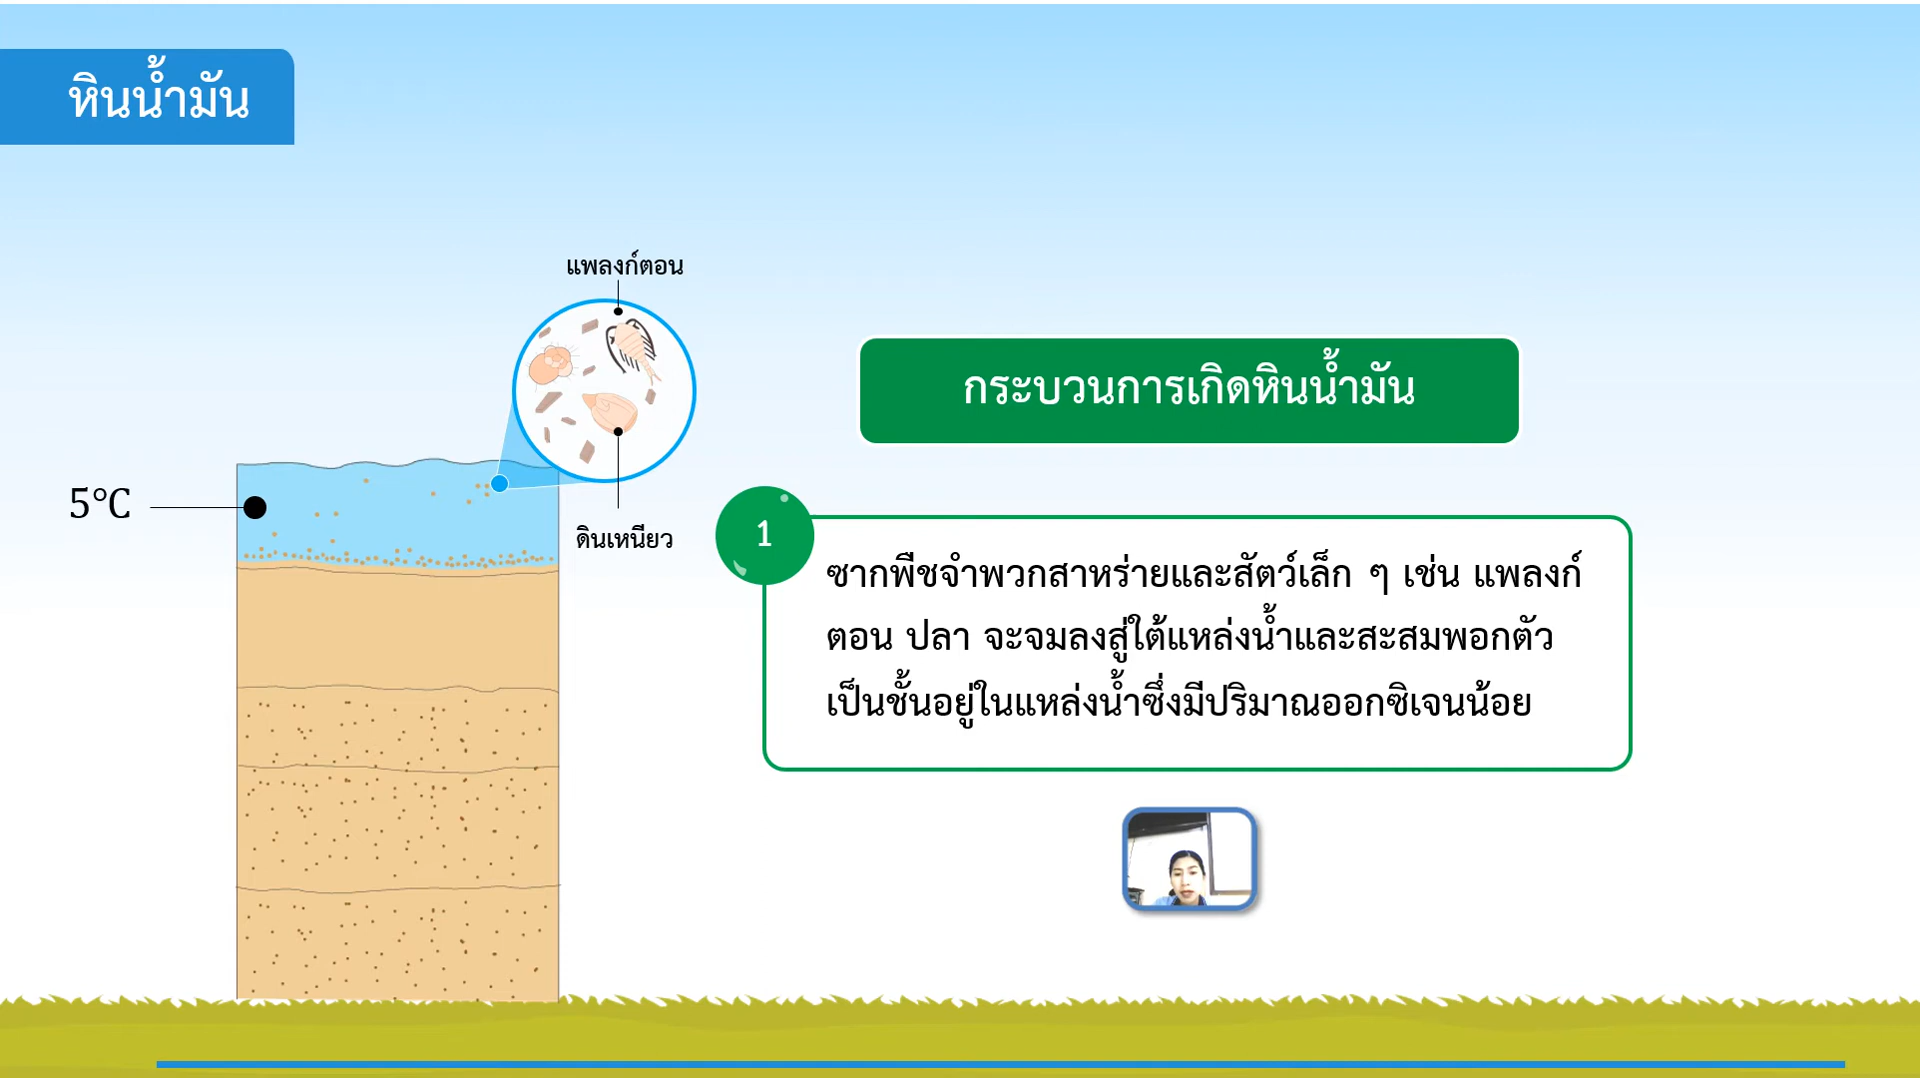 หินน้ำมัน
แพลงก์ตอน
กระบวนการเกิดหินน้ำมัน
5°C
ดินเหนียว
1
ซากพืชจำพวกสาหร่ายและสัตว์เล็ก ๆ เช่น แพลงก์
ตอน ปลา จะจมลงสู่ใต้แหล่งน้ำและสะสมพอกตัว
เป็นชั้นอยู่ในแหล่งน้ำซึ่งมีปริมาณออกซิเจนน้อย